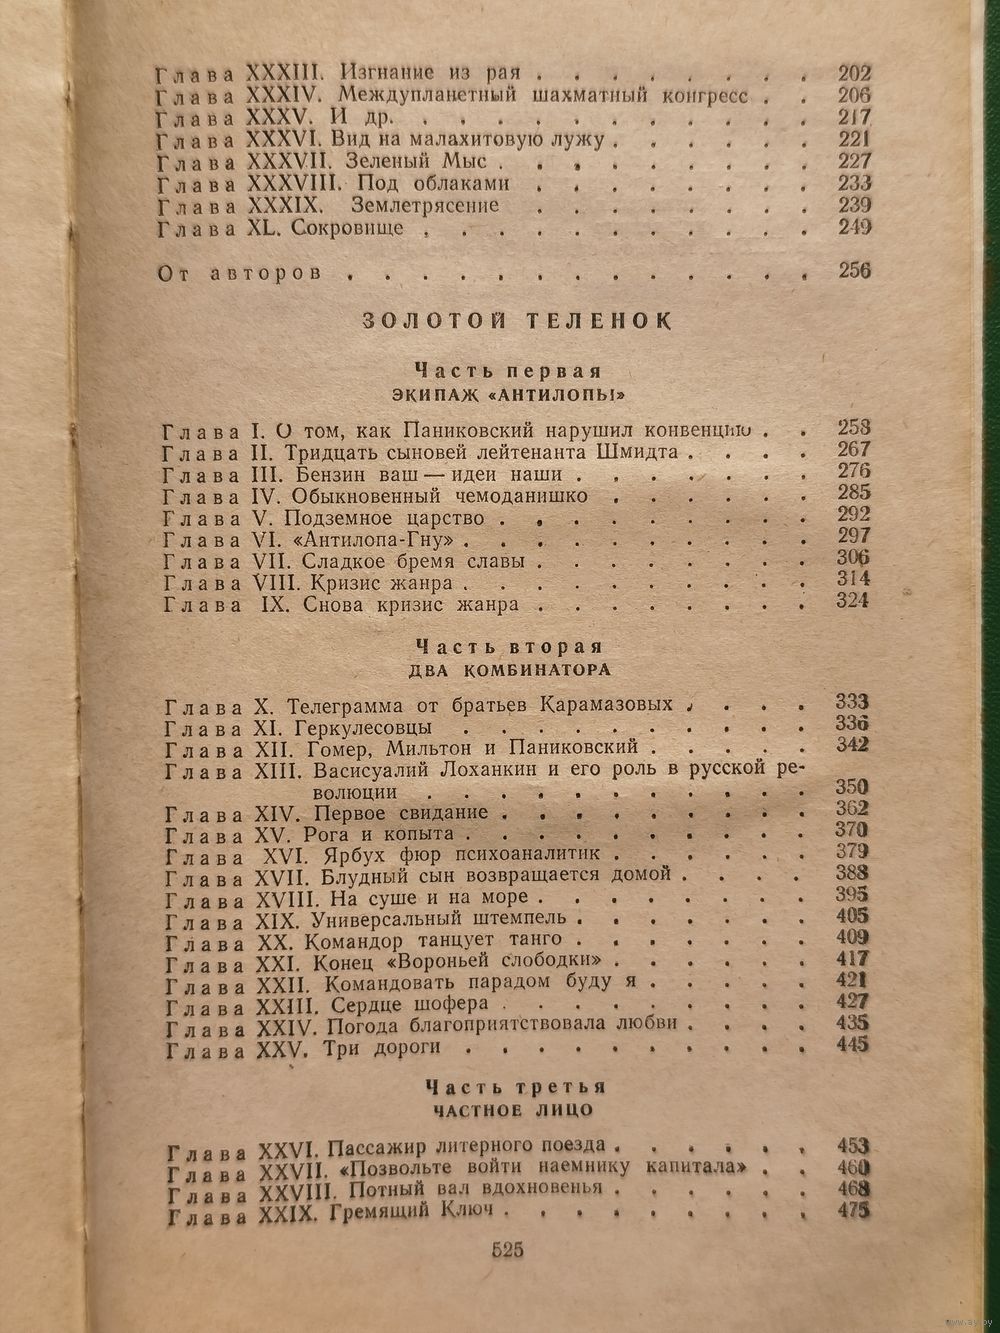 Глава XXXIII. Изгнание из рая . . . . . . . . 202
Глава XXXIV. Междупланетный шахматный конгресс . . 206
Глава XXXV. И др. . . . . . . . . . . . 217
Глава XXXVI. Вид на малахитовую лужу . . . . . . 221
Глава XXXVII. Зеленый Мыс . . . . . . . . . 227
Глава XXXVIII. Под облаками . . . . . . . . 233
Глава XXXIX. Землетрясение . . . . . . . . 239
Глава XL. Сокровище . . . . . . . . . . . 249
От авторов . . . . . . . . . . . . . 256
ЗОЛОТОЙ ТЕЛЕНОК
Часть первая
ЭКИПАЖ «АНТИЛОПЫ»
Глава I. О том, как Паниковский нарушил конвенцию . . 258
Глава II. Тридцать сыновей лейтенанта Шмидта . . . . 267
Глава III. Бензин ваш — идеи наши . . . . . . . 276
Глава IV. Обыкновенный чемоданишко . . . . . . 285
Глава V. Подземное царство . . . . . . . . . 292
Глава VI. «Антилопа-Гну» . . . . . . . . . . 297
Глава VII. Сладкое бремя славы . . . . . . . . 306
Глава VIII. Кризис жанра . . . . . . . . . . 314
Глава IX. Снова кризис жанра . . . . . . . . 324
Часть вторая
ДВА КОМБИНАТОРА
Глава X. Телеграмма от братьев Карамазовых . . . . 333
Глава XI. Геркулесовцы . . . . . . . . . . 336
Глава XII. Гомер, Мильтон и Паниковский . . . . . 342
Глава XIII. Васисуалий Лоханкин и его роль в русской ре-
волюции . . . . . . . . . . . 350
Глава XIV. Первое свидание . . . . . . . . . 362
Глава XV. Рога и копыта . . . . . . . . . . 370
Глава XVI. Ярбух фюр психоаналитик . . . . . . 379
Глава XVII. Блудный сын возвращается домой . . . . 388
Глава XVIII. На суше и на море . . . . . . . . 395
Глава XIX. Универсальный штемпель . . . . . . . 405
Глава XX. Командор танцует танго . . . . . . . 409
Глава XXI. Конец «Вороньей слободки» . . . . . . 417
Глава XXII. Командовать парадом буду я . . . . . 421
Глава XXIII. Сердце шофера . . . . . . . . . 427
Глава XXIV. Погода благоприятствовала любви . . . . 435
Глава XXV. Три дороги . . . . . . . . . . 445
Часть третья
ЧАСТНОЕ ЛИЦО
Глава XXVI. Пассажир литерного поезда . . . . . . 453
Глава XXVII. «Позвольте войти наемнику капитала» . . 460
Глава XXVIII. Потный вал вдохновенья . . . . . . 468
Глава XXIX. Гремящий Ключ . . . . . . . . . 475
525
www.ay.by